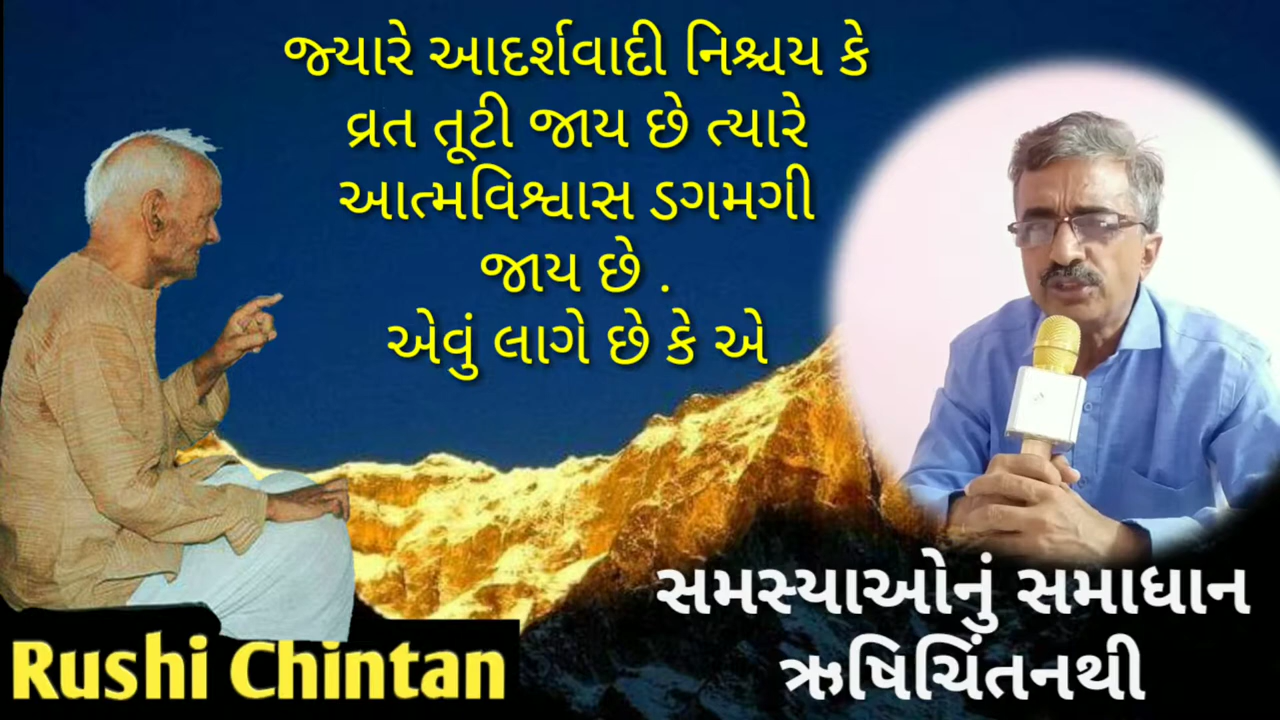 જ્યારે આદર્શવાદી નિશ્ચય કે
વ્રત તૂટી જાય છે ત્યારે
આત્મવિશ્વાસ ડગમગી
જાય છે .
એવું લાગે છે કે એ
સમસ્યાઓનું સમાધાન
ઋષિચિંતનથી
Rushi Chintan